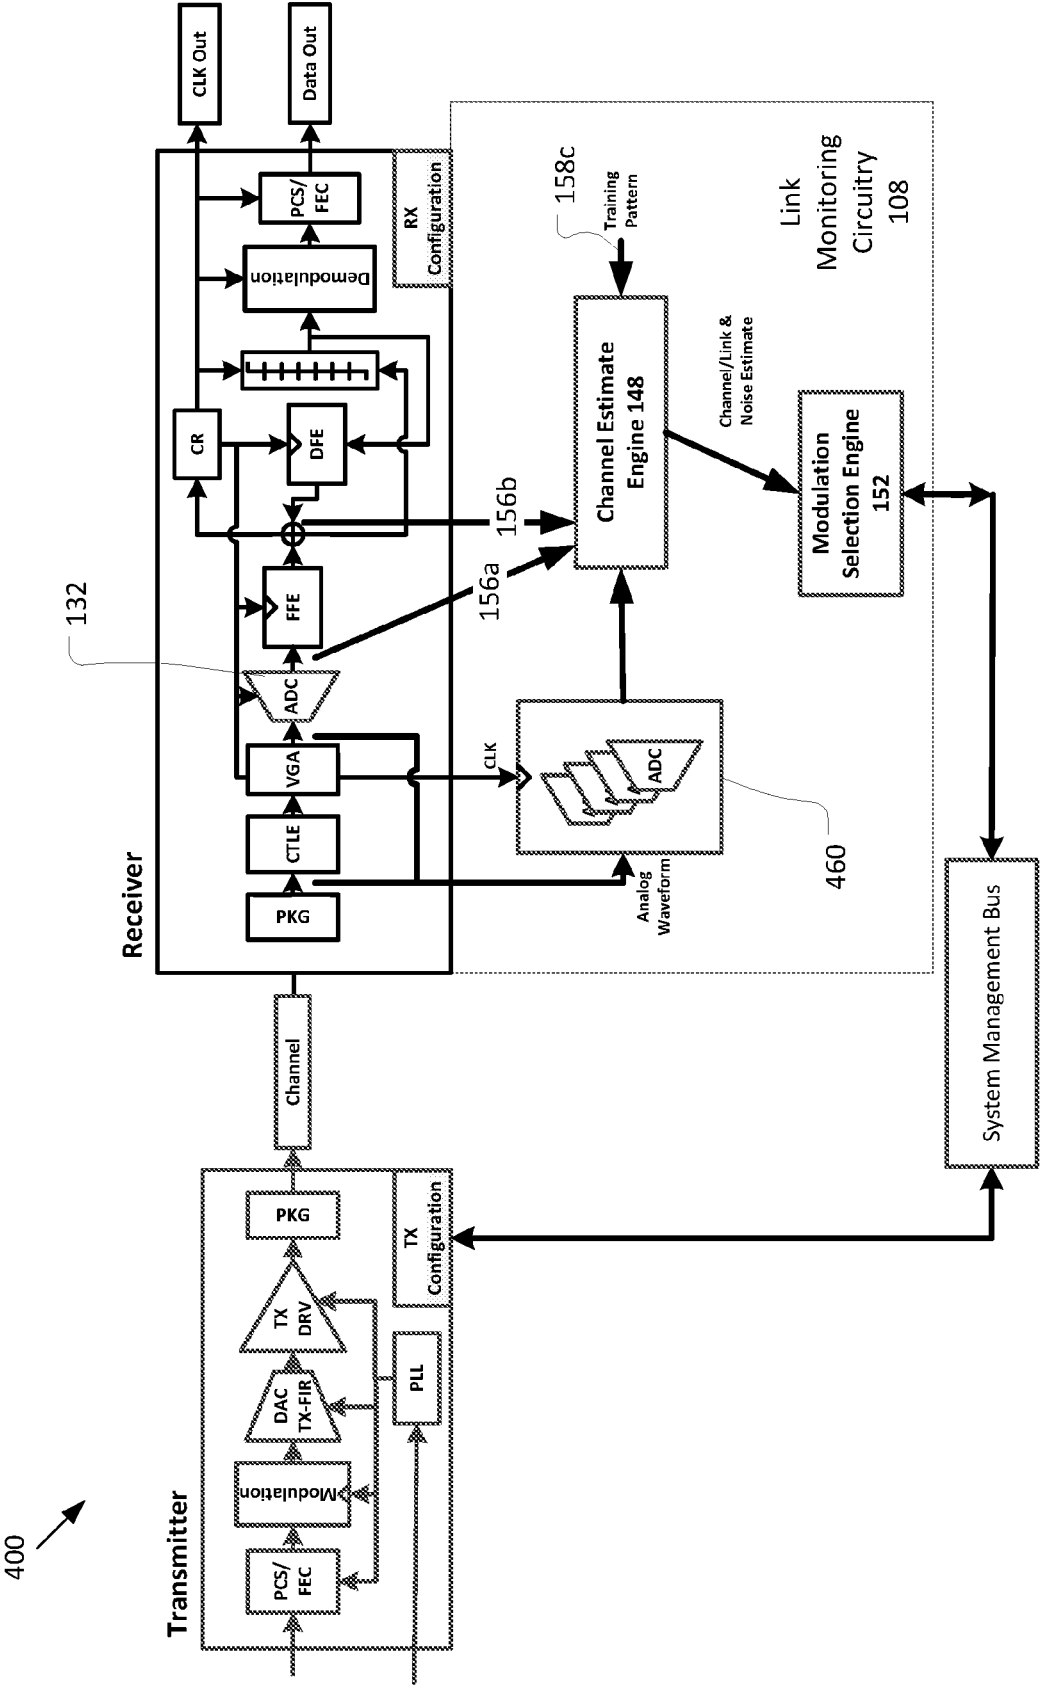 400
Transmitter
PCS/
FEC
Modulation
DAC
TX-FIR
TX
DRV
PKG
PLL
TX
Configuration
Channel
Receiver
PKG
CTLE
VGA
ADC
132
FFE
DFE
CR
Demodulation
PCS/
FEC
RX
Configuration
CLK Out
Data Out
156a
156b
CLK
Analog
Waveform
ADC
460
Channel Estimate
Engine 148
158c
Training
Pattern
Channel/Link &
Noise Estimate
Modulation
Selection Engine
152
Link
Monitoring
Circuitry
108
System Management Bus